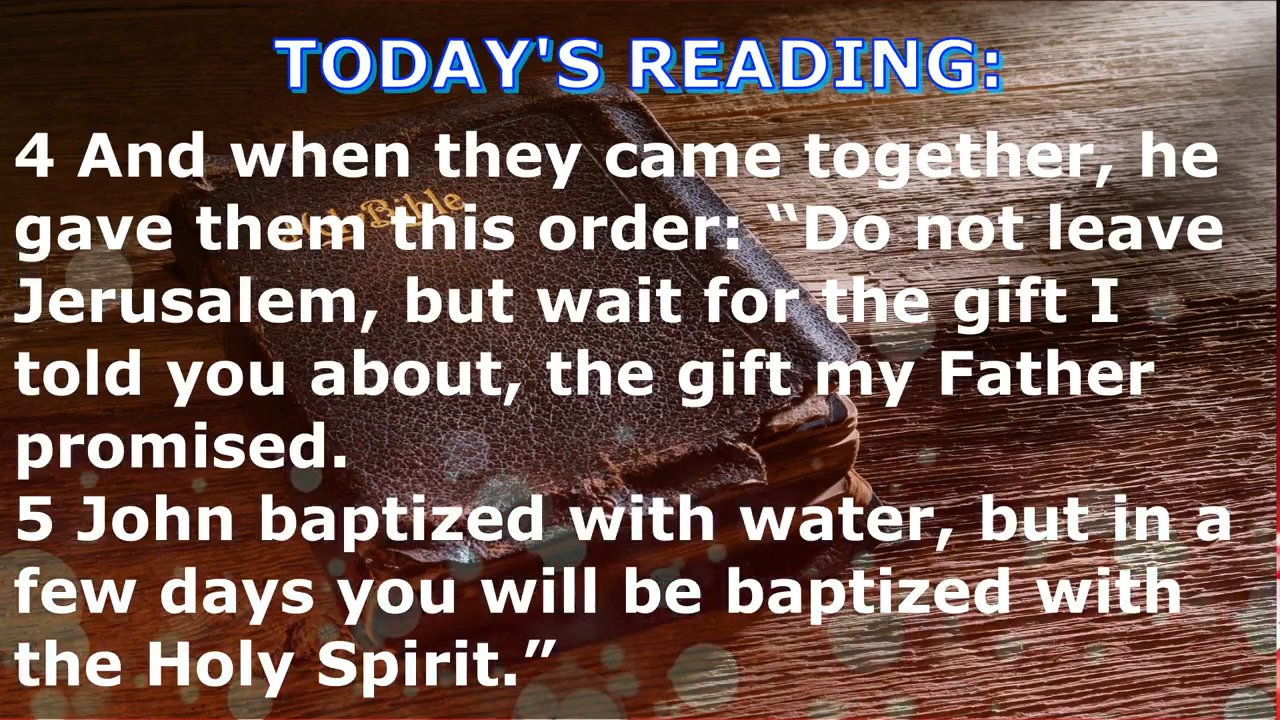 TODAY'S READING:
4 And when they came together, he
gave them this order: “Do not leave
Jerusalem, but wait for the gift I
told you about, the gift my Father
promised.
5 John baptized with water, but in a
few days you will be baptized with
the Holy Spirit.”
Holy Bible